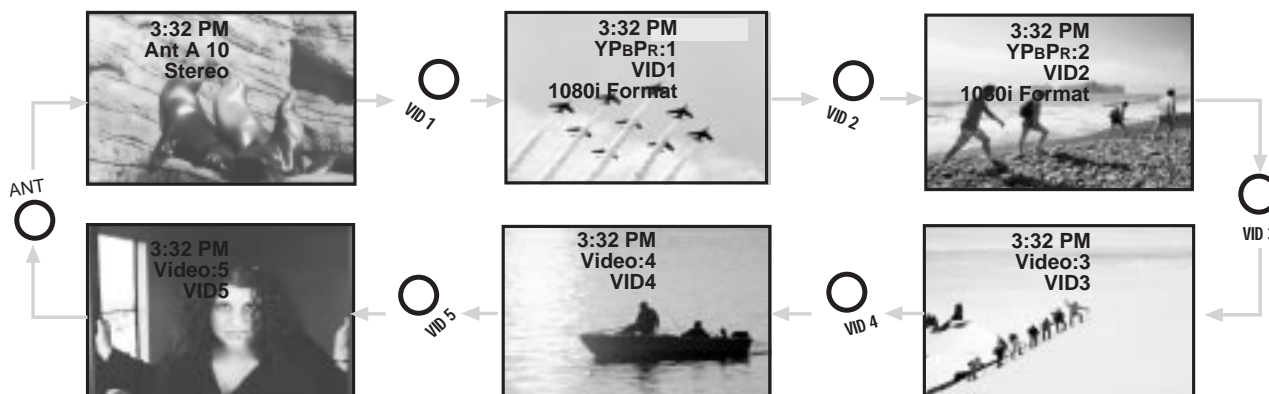 3:32 PM
Ant A 10
Stereo
VID 1
3:32 PM
YPBPR:1
VID1
1080i Format
VID 2
3:32 PM
YPBPR:2
VID2
1080i Format
ANT
3:32 PM
Video:5
VID5
VID 5
3:32 PM
Video:4
VID4
VID 4
3:32 PM
Video:3
VID3
VID